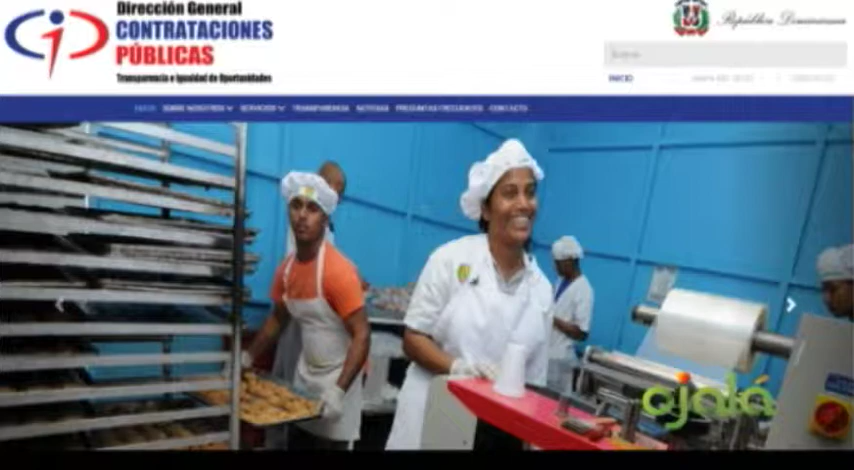 Dirección General
CONTRATACIONES
PÚBLICAS
Transparencia e Igualdad de Oportunidades
República Dominicana
INICIO
INICIO SOBRE NOSOTROS SERVICIOS TRANSPARENCIA NOTICIAS PREGUNTAS FRECUENTES CONTACTO
ojalá